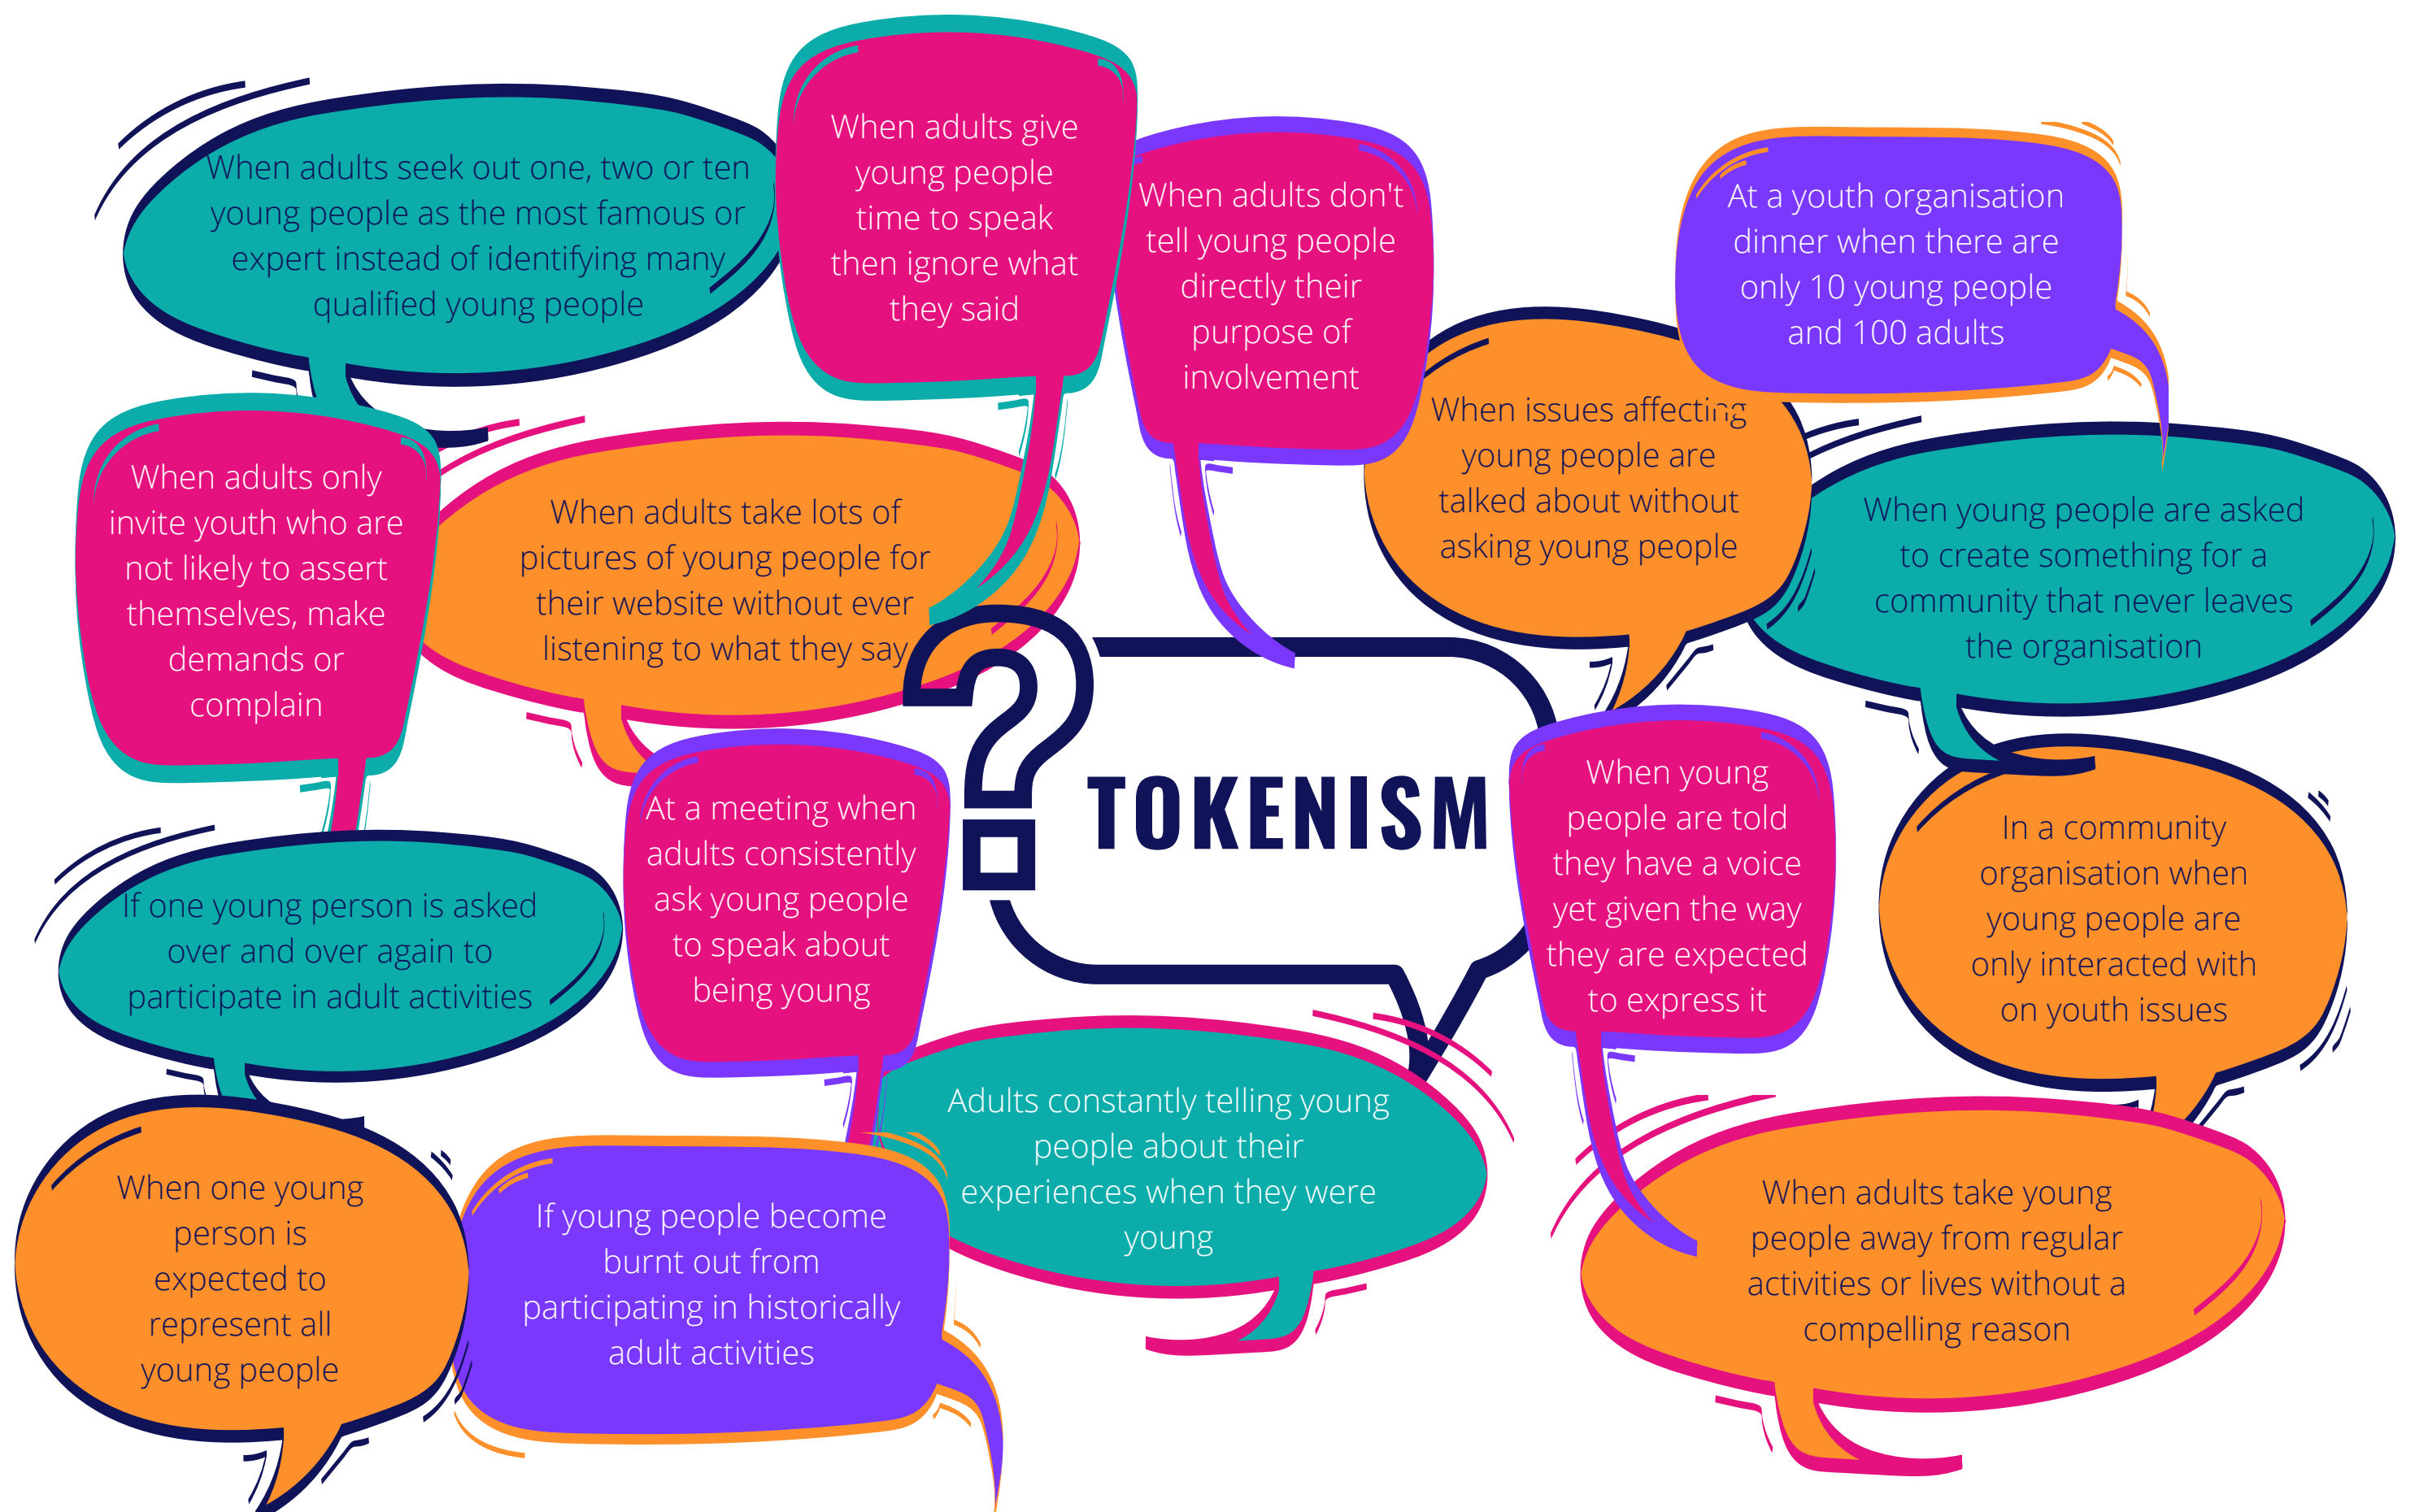 When adults seek out one, two or ten
young people as the most famous or
expert instead of identifying many
qualified young people
When adults give
young people
time to speak
then ignore what
they said
When adults don't
tell young people
directly their
purpose of
involvement
At a youth organisation
dinner when there are
only 10 young people
and 100 adults
When issues affecting
young people are
talked about without
asking young people
When adults only
invite youth who are
not likely to assert
themselves, make
demands or
complain
When adults take lots of
pictures of young people for
their website without ever
listening to what they say
When young people are asked
to create something for a
community that never leaves
the organisation
?
TOKENISM
At a meeting when
adults consistently
ask young people
to speak about
being young
When young
people are told
they have a voice
yet given the way
they are expected
to express it
In a community
organisation when
young people are
only interacted with
on youth issues
If one young person is asked
over and over again to
participate in adult activities
Adults constantly telling young
people about their
experiences when they were
young
When one young
person is
expected to
represent all
young people
If young people become
burnt out from
participating in historically
adult activities
When adults take young
people away from regular
activities or lives without a
compelling reason